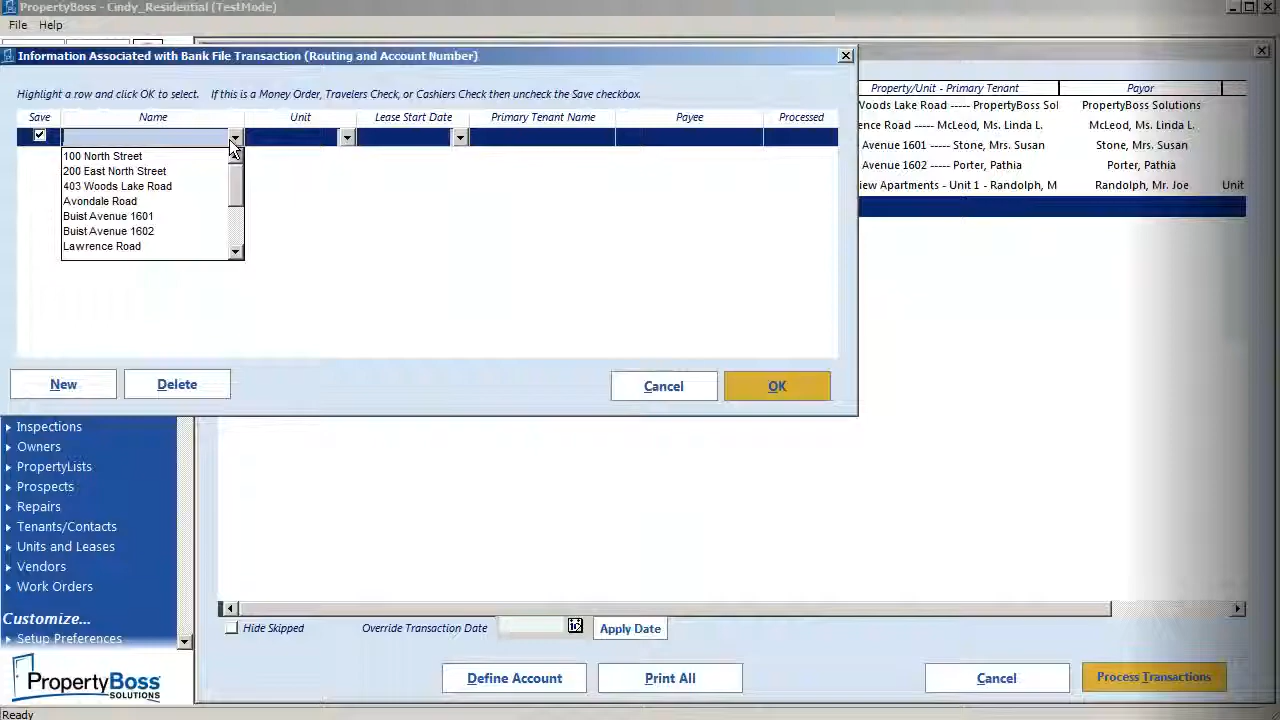 PropertyBoss - Cindy_Residential (TestMode)
File Help
Information Associated with Bank File Transaction (Routing and Account Number)
Highlight a row and click OK to select. If this is a Money Order, Travelers Check, or Cashiers Check then uncheck the Save checkbox.
Save Name Unit Lease Start Date Primary Tenant Name Payee Processed
100 North Street
200 East North Street
403 Woods Lake Road
Avondale Road
Buist Avenue 1601
Buist Avenue 1602
Lawrence Road
New Delete Cancel OK
Property/Unit - Primary Tenant Payor
Woods Lake Road ----- PropertyBoss Sol PropertyBoss Solutions
ence Road ----- McLeod, Ms. Linda L. McLeod, Ms. Linda L.
Avenue 1601 ----- Stone, Mrs. Susan Stone, Mrs. Susan
Avenue 1602 ----- Porter, Pathia Porter, Pathia
iew Apartments - Unit 1 - Randolph, M Randolph, Mr. Joe Unit
Inspections
Owners
PropertyLists
Prospects
Repairs
Tenants/Contacts
Units and Leases
Vendors
Work Orders
Customize...
Setup Preferences
Hide Skipped Override Transaction Date Apply Date
Define Account Print All Cancel Process Transactions
PropertyBoss
SOLUTIONS
Ready